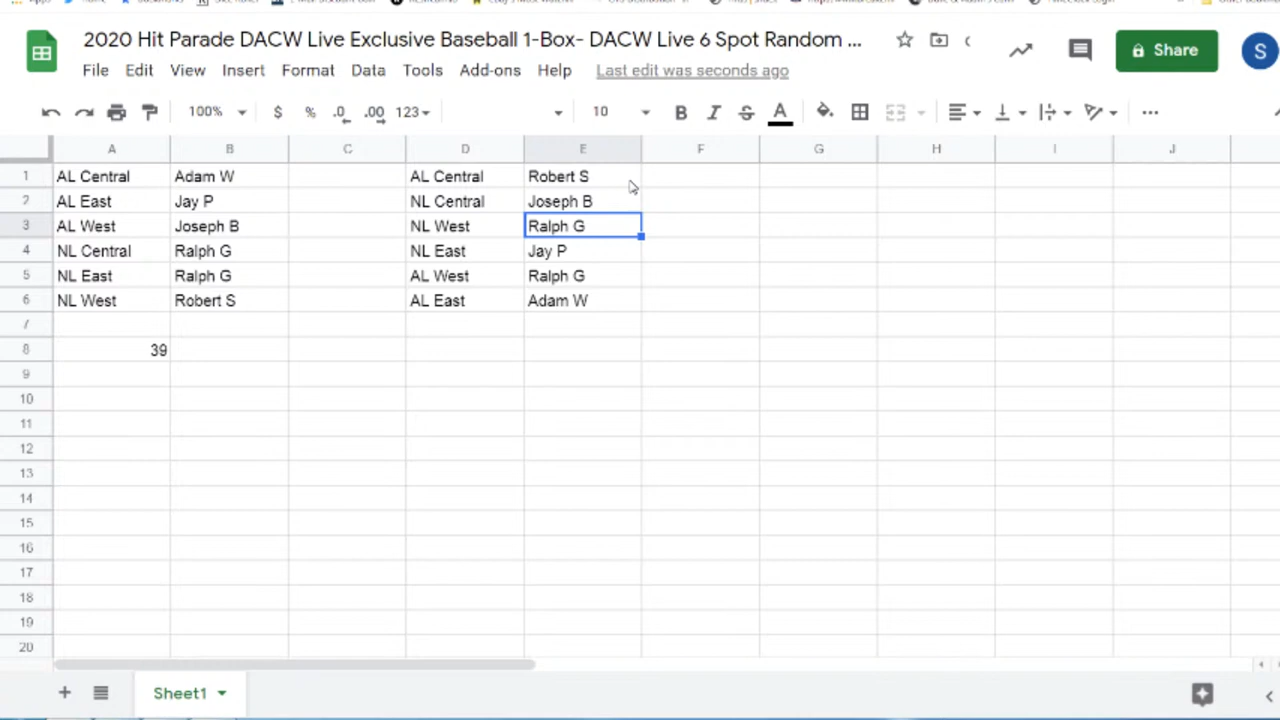 2020 Hit Parade DACW Live Exclusive Baseball 1-Box- DACW Live 6 Spot Random ...
Share
S
File Edit View Insert Format Data Tools Add-ons Help Last edit was seconds ago
100% $ % .0 .00 123 10 B I S A ...
A B C D E F G H I J
1 AL Central Adam W AL Central Robert S
2 AL East Jay P NL Central Joseph B
3 AL West Joseph B NL West Ralph G
4 NL Central Ralph G NL East Jay P
5 NL East Ralph G AL West Ralph G
6 NL West Robert S AL East Adam W
7
8 39
9
10
11
12
13
14
15
16
17
18
19
20
+ Sheet1